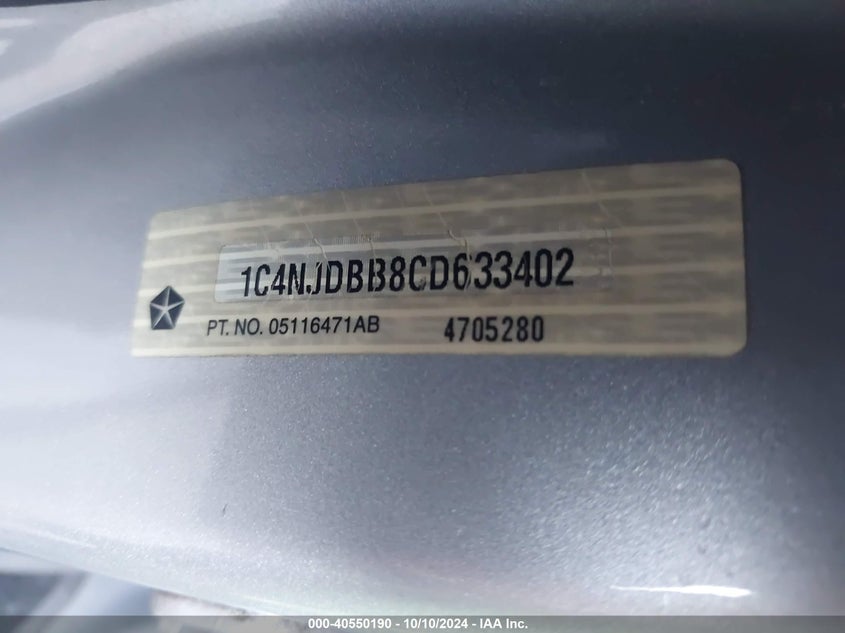 1C4NJDBB8CD633402
PT. NO. 05116471AB 4705280
000-40550190 - 10/10/2024 - IAA Inc.